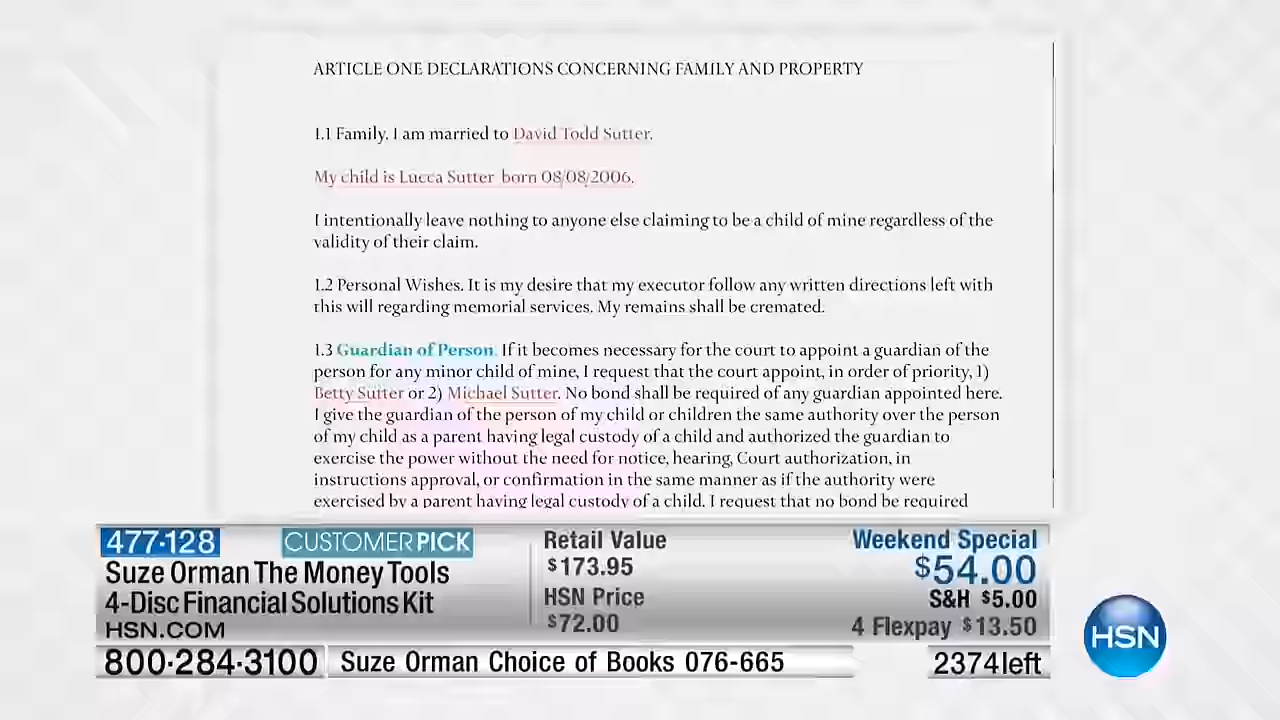 ARTICLE ONE DECLARATIONS CONCERNING FAMILY AND PROPERTY
1.1 Family. I am married to David Todd Sutter.
My child is Lucca Sutter born 08/08/2006.
I intentionally leave nothing to anyone else claiming to be a child of mine regardless of the
validity of their claim.
1.2 Personal Wishes. It is my desire that my executor follow any written directions left with
this will regarding memorial services. My remains shall be cremated.
1.3 Guardian of Person. If it becomes necessary for the court to appoint a guardian of the
person for any minor child of mine, I request that the court appoint, in order of priority, 1)
Betty Sutter or 2) Michael Sutter. No bond shall be required of any guardian appointed here.
I give the guardian of the person of my child or children the same authority over the person
of my child as a parent having legal custody of a child and authorized the guardian to
exercise the power without the need for notice, hearing, Court authorization, in
instructions approval, or confirmation in the same manner as if the authority were
exercised by a parent having legal custody of a child. I request that no bond be required
477-128 CUSTOMER PICK
Suze Orman The Money Tools
4-Disc Financial Solutions Kit
HSN.COM
Retail Value
$173.95
HSN Price
$72.00
Weekend Special
$54.00
S&H $5.00
4 Flexpay $13.50
800-284-3100 Suze Orman Choice of Books 076-665 2374 left
HSN